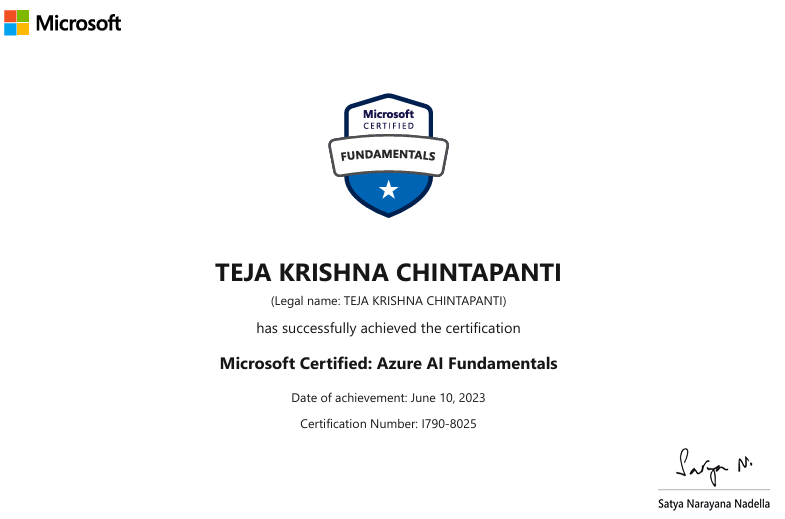 Microsoft
Microsoft
CERTIFIED
FUNDAMENTALS
TEJA KRISHNA CHINTAPANTI
(Legal name: TEJA KRISHNA CHINTAPANTI)
has successfully achieved the certification
Microsoft Certified: Azure AI Fundamentals
Date of achievement: June 10, 2023
Certification Number: I790-8025
Satya N.
Satya Narayana Nadella